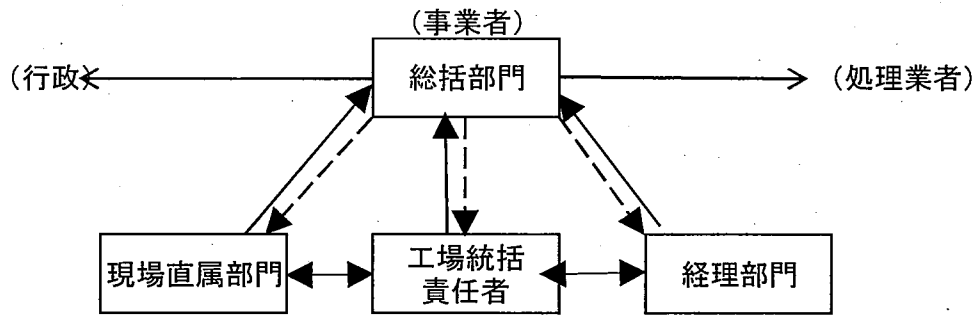 （事業者）
（行政）
総括部門
（処理業者）
現場直属部門
工場統括
責任者
経理部門